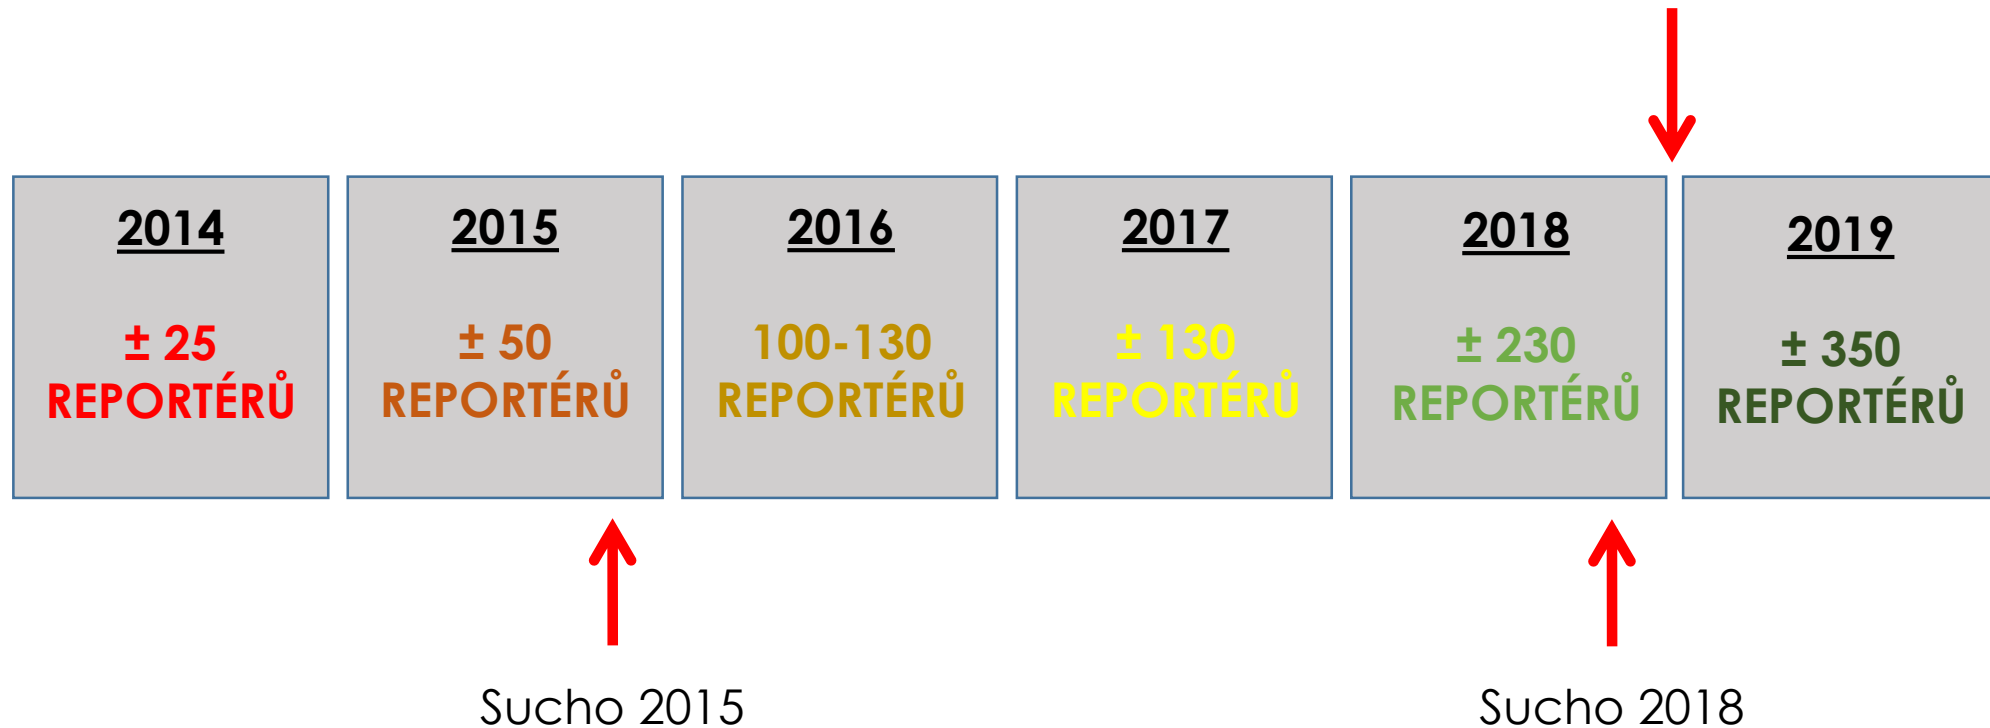 2014
± 25
REPORTÉRŮ
2015
± 50
REPORTÉRŮ
2016
100-130
REPORTÉRŮ
2017
± 130
REPORTÉRŮ
2018
± 230
REPORTÉRŮ
2019
± 350
REPORTÉRŮ
Sucho 2015
Sucho 2018